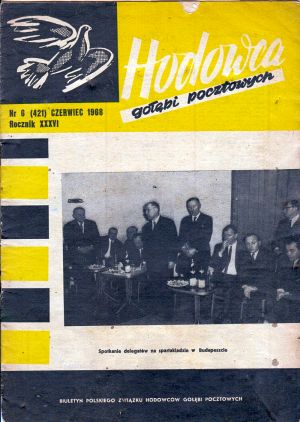 Hodowca
gołębi pocztowych
Nr 6 (421) CZERWIEC 1968
Rocznik XXXVI
Spotkanie delegatów na spartakiadzie w Budapeszcie
BIULETYN POLSKIEGO ZWIĄZKU HODOWCÓW GOŁĘBI POCZTOWYCH